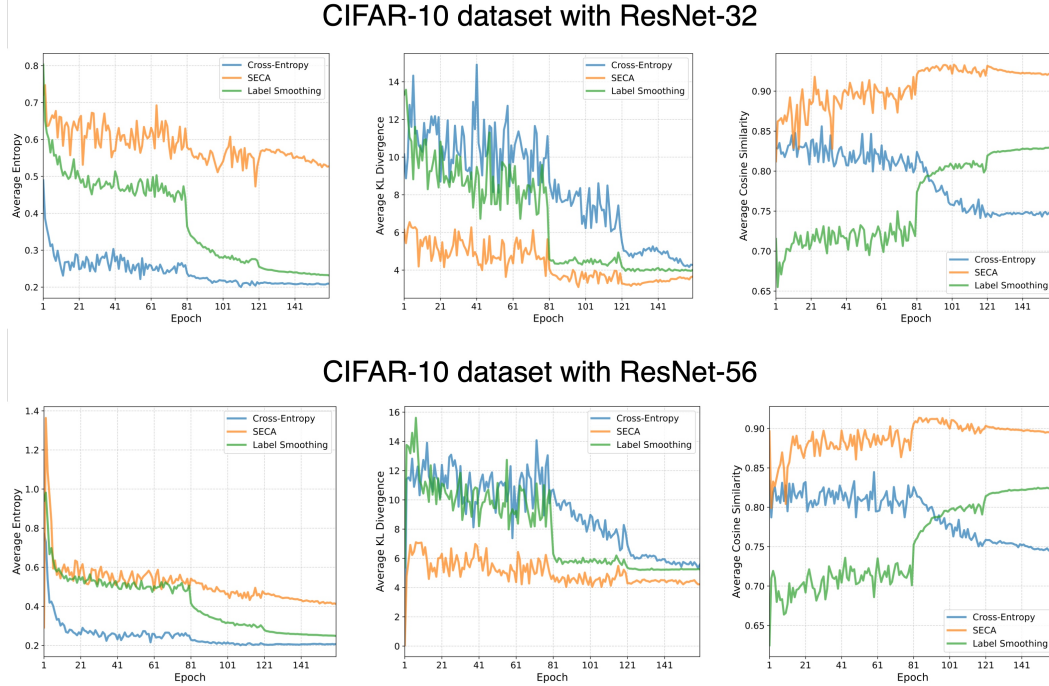 CIFAR-10 dataset with ResNet-32
Average Entropy
0.8
0.7
0.6
0.5
0.4
0.3
0.2
Cross-Entropy
SECA
Label Smoothing
1 21 41 61 81 101 121 141
Epoch
Average KL Divergence
14
12
10
8
6
4
Cross-Entropy
SECA
Label Smoothing
1 21 41 61 81 101 121 141
Epoch
Average Cosine Similarity
0.90
0.85
0.80
0.75
0.70
0.65
Cross-Entropy
SECA
Label Smoothing
1 21 41 61 81 101 121 141
Epoch
CIFAR-10 dataset with ResNet-56
Average Entropy
1.4
1.2
1.0
0.8
0.6
0.4
0.2
Cross-Entropy
SECA
Label Smoothing
1 21 41 61 81 101 121 141
Epoch
Average KL Divergence
16
14
12
10
8
6
4
2
0
Cross-Entropy
SECA
Label Smoothing
1 21 41 61 81 101 121 141
Epoch
Average Cosine Similarity
0.90
0.85
0.80
0.75
0.70
0.65
Cross-Entropy
SECA
Label Smoothing
1 21 41 61 81 101 121 141
Epoch